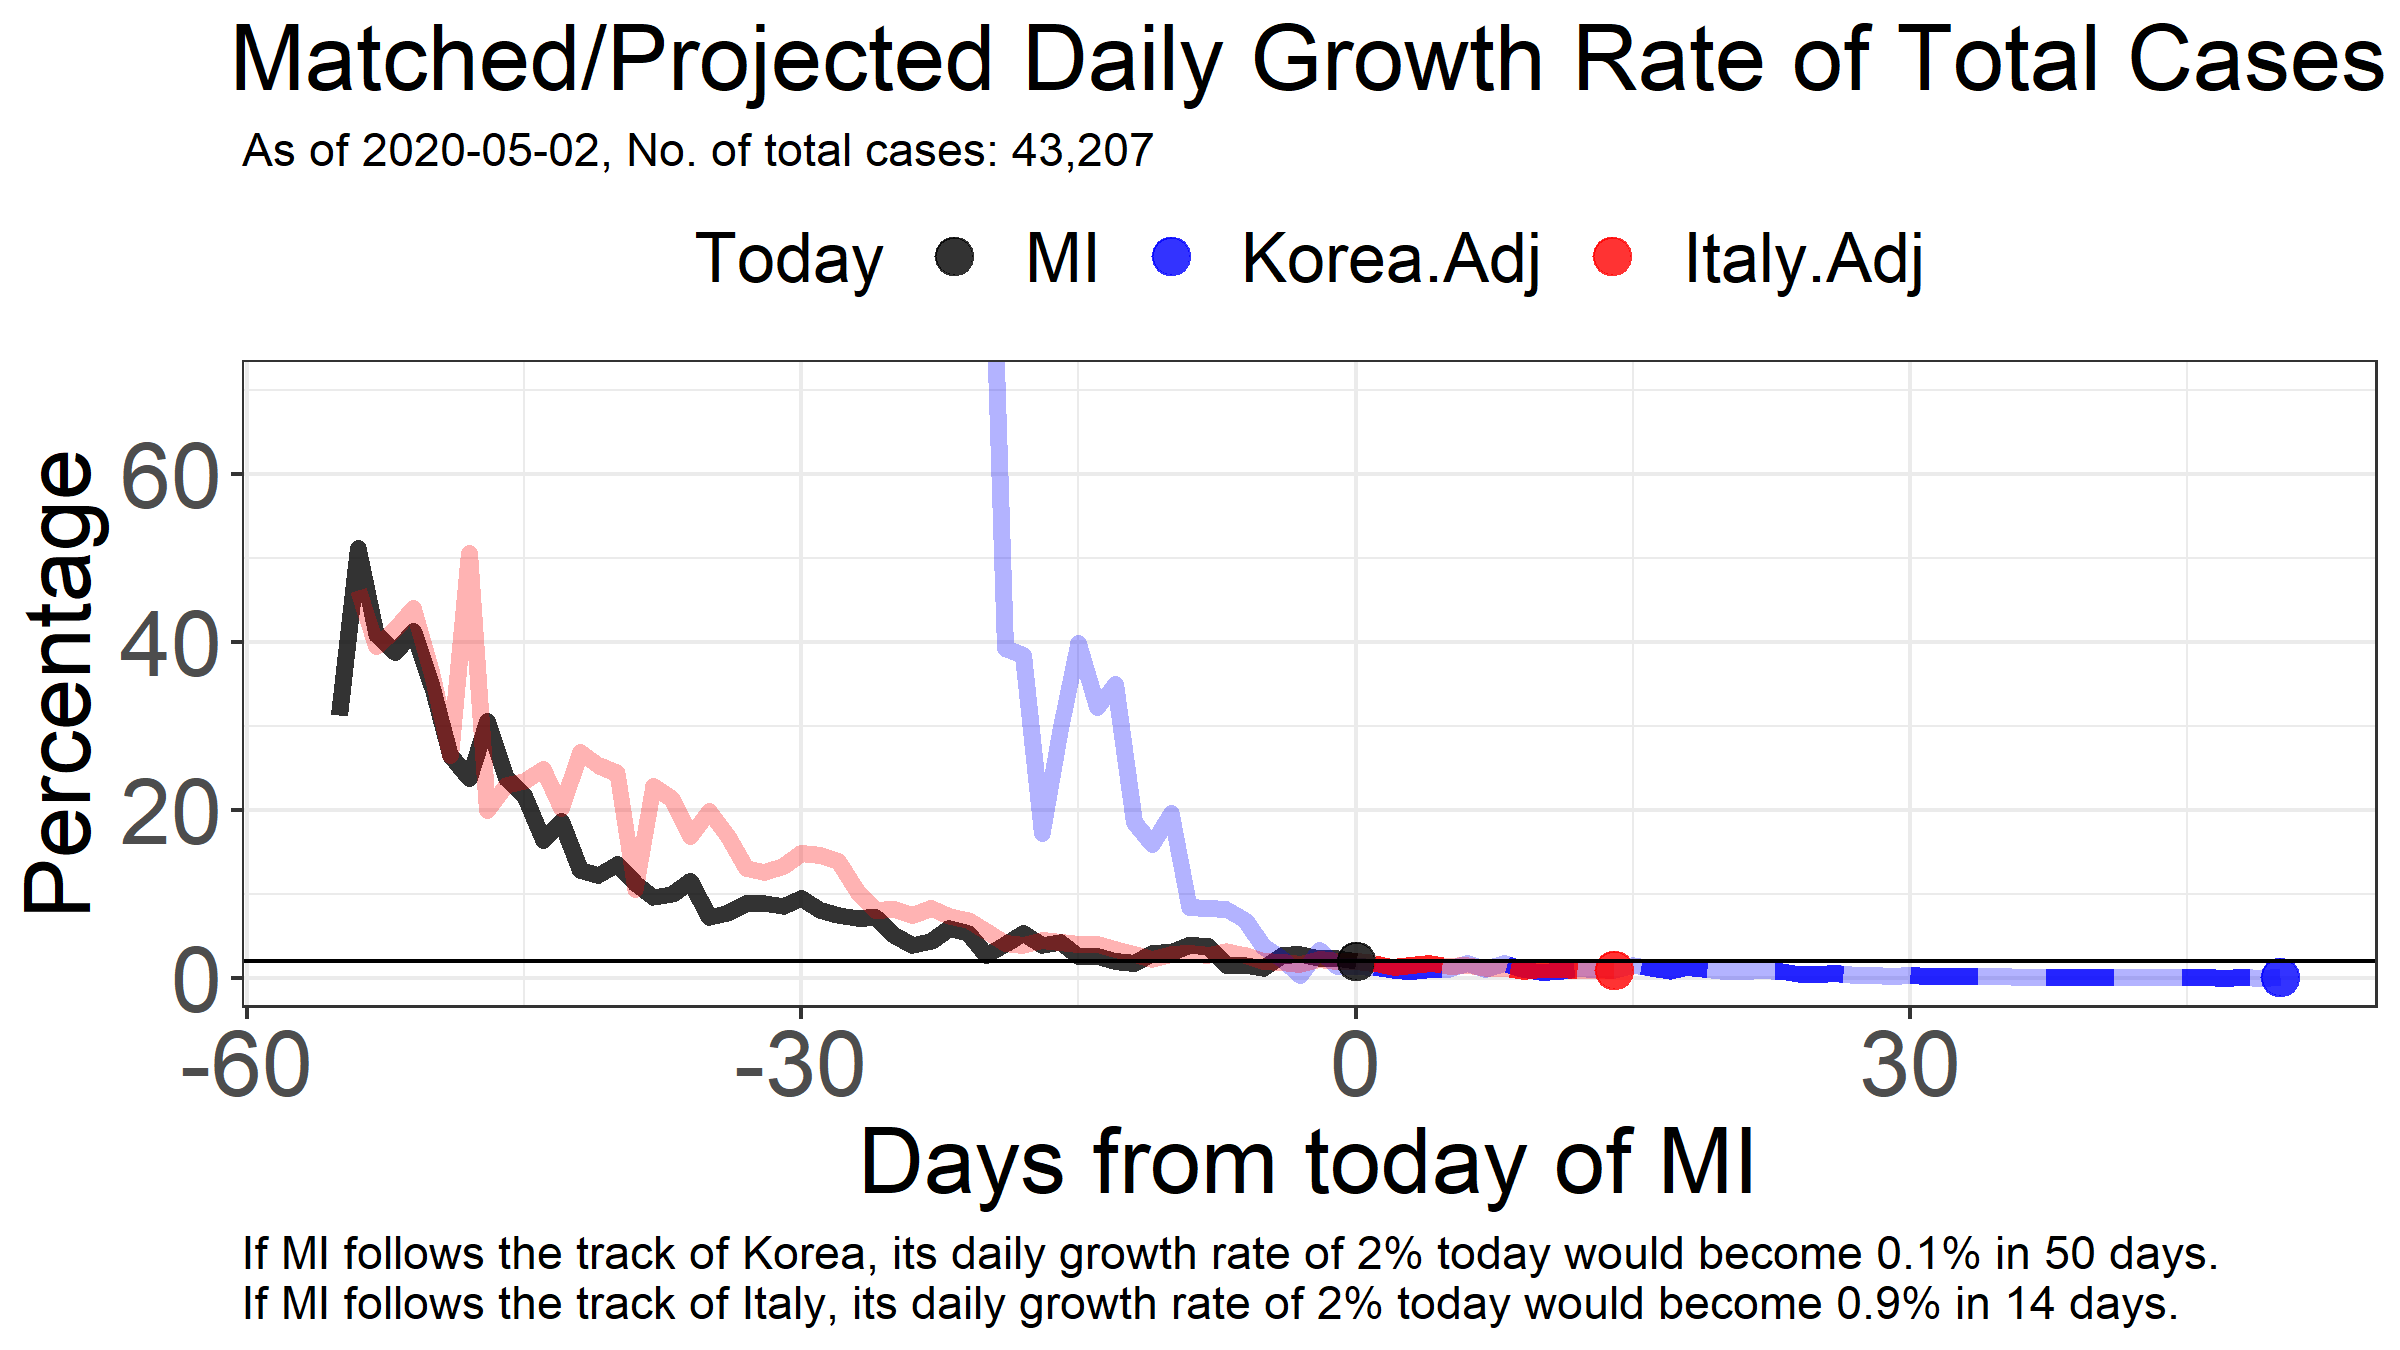 Matched/Projected Daily Growth Rate of Total Cases
As of 2020-05-02, No. of total cases: 43,207
Today MI Korea.Adj Italy.Adj
Percentage
60
40
20
0
-60 -30 0 30
Days from today of MI
If MI follows the track of Korea, its daily growth rate of 2% today would become 0.1% in 50 days.
If MI follows the track of Italy, its daily growth rate of 2% today would become 0.9% in 14 days.